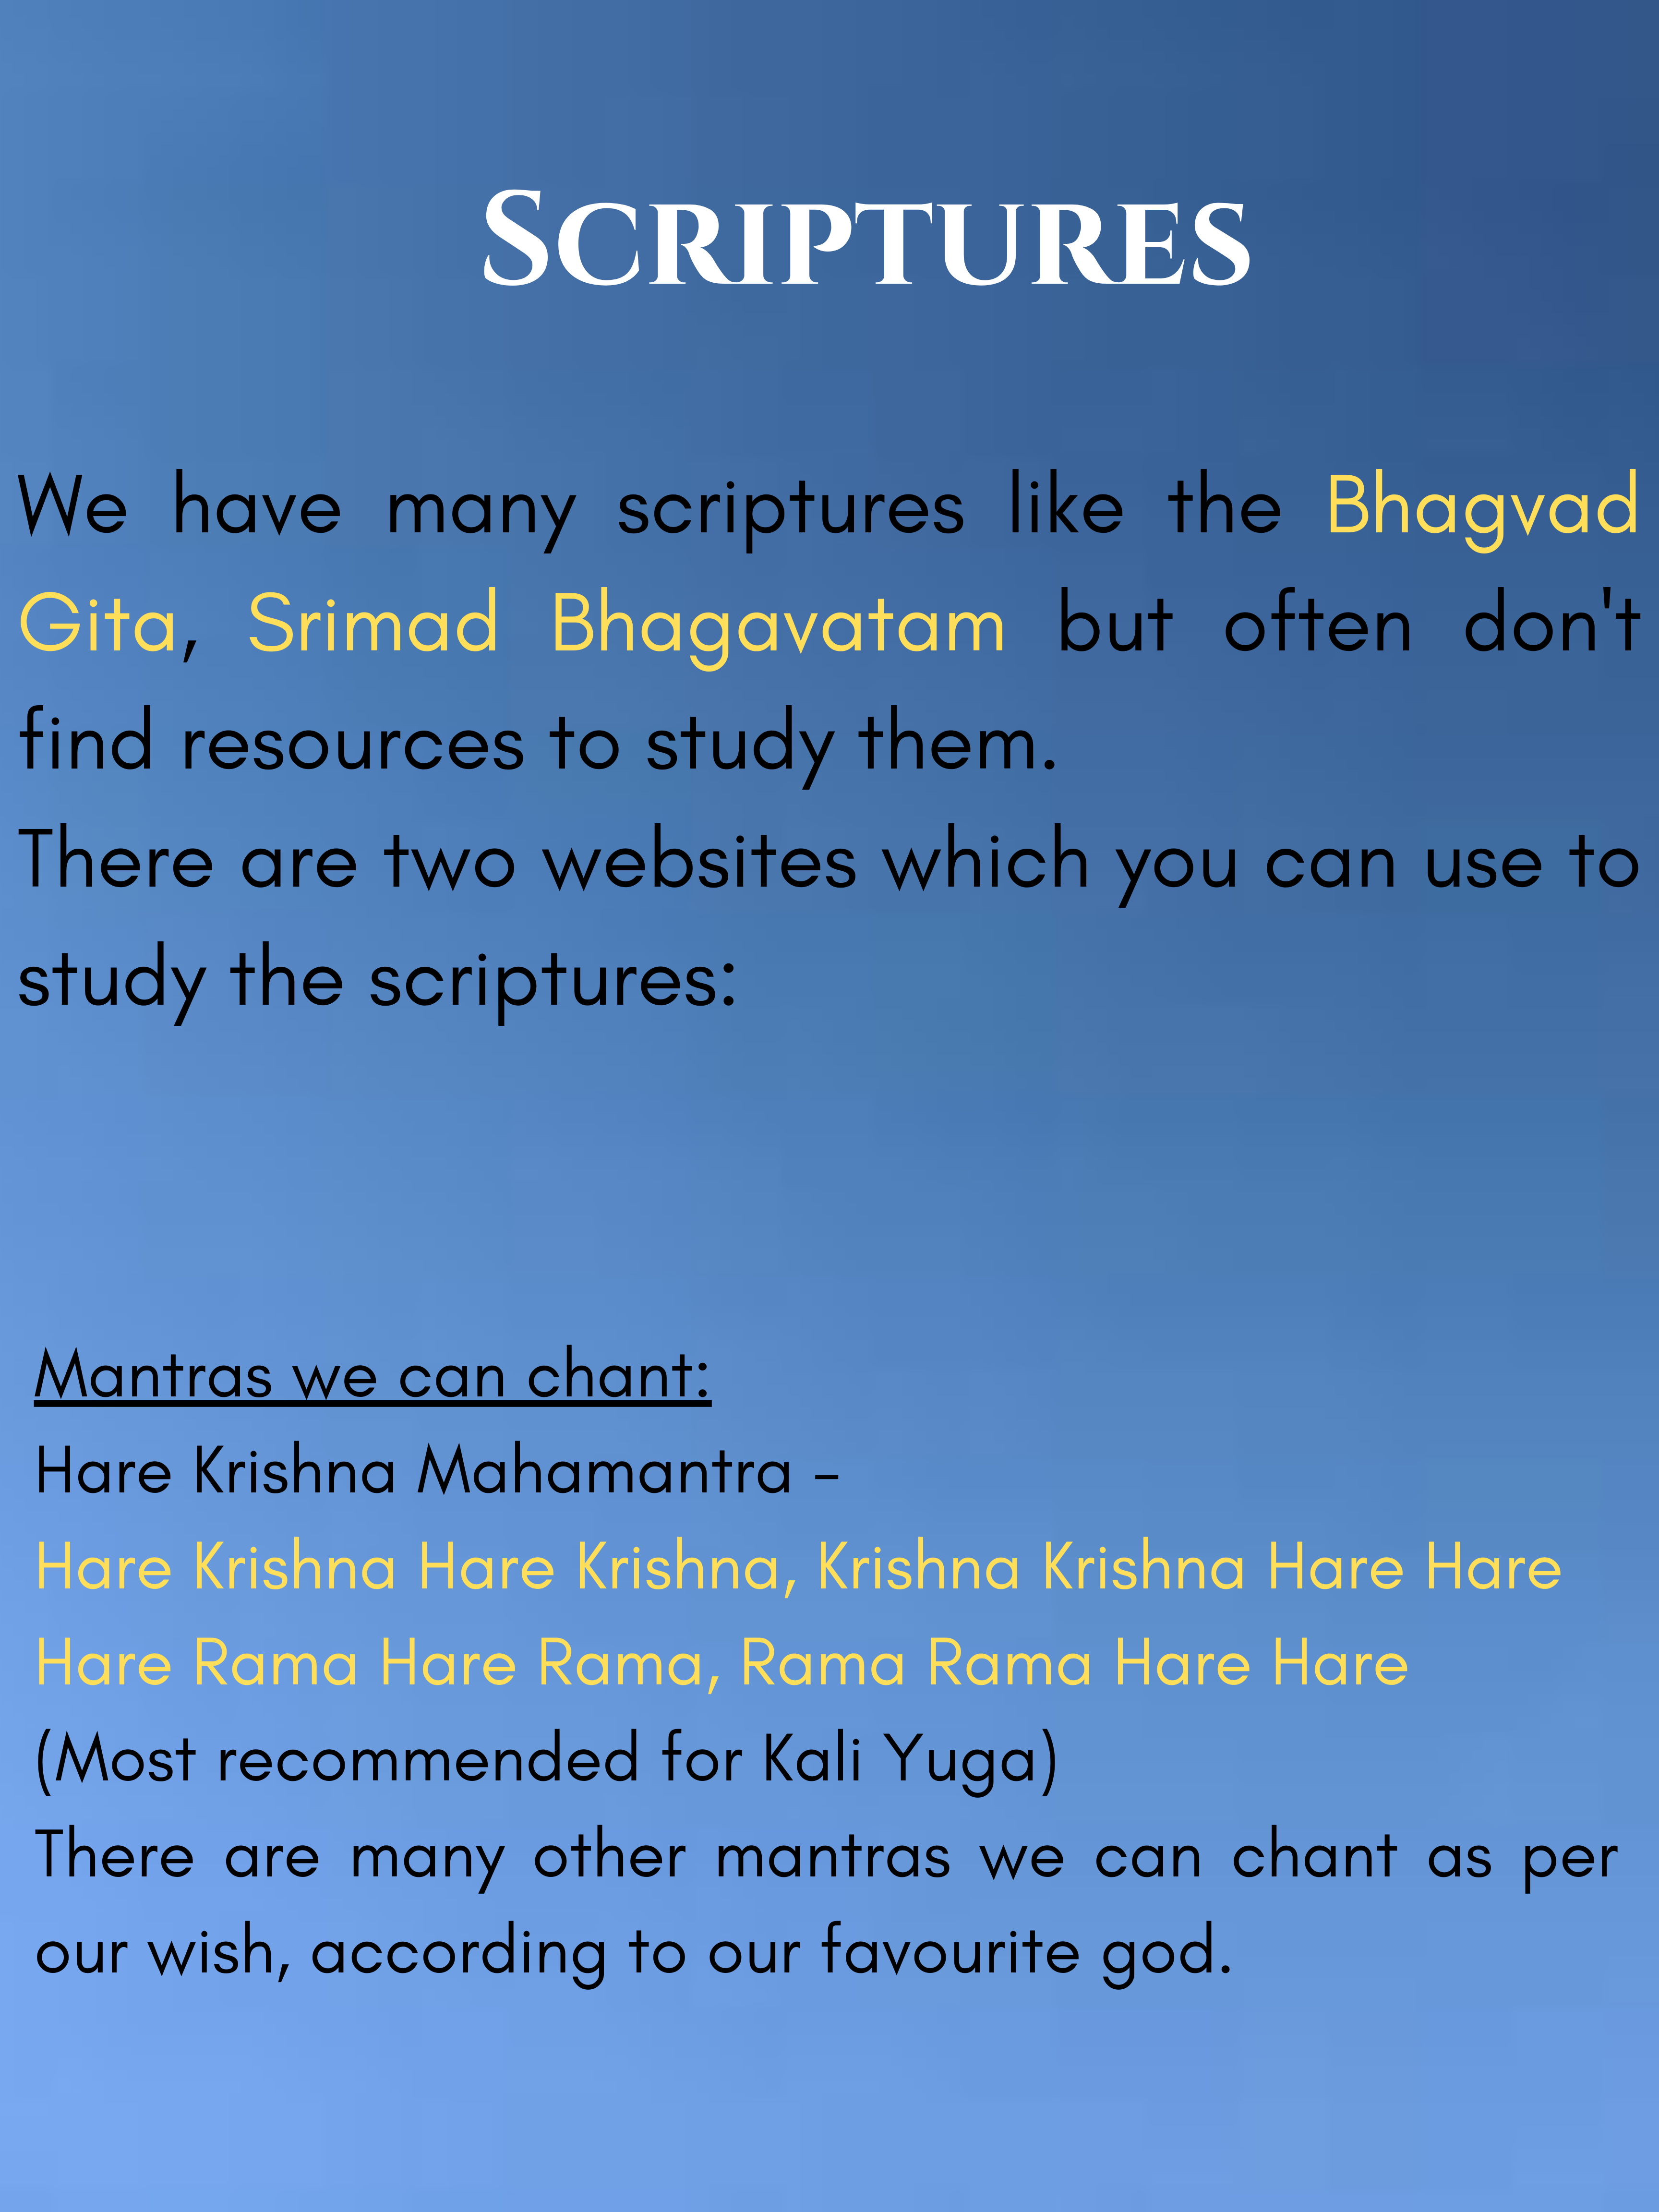 Scriptures
We have many scriptures like the Bhagvad
Gita, Srimad Bhagavatam but often don't
find resources to study them.
There are two websites which you can use to
study the scriptures:
Mantras we can chant:
Hare Krishna Mahamantra –
Hare Krishna Hare Krishna, Krishna Krishna Hare Hare
Hare Rama Hare Rama, Rama Rama Hare Hare
(Most recommended for Kali Yuga)
There are many other mantras we can chant as per
our wish, according to our favourite god.